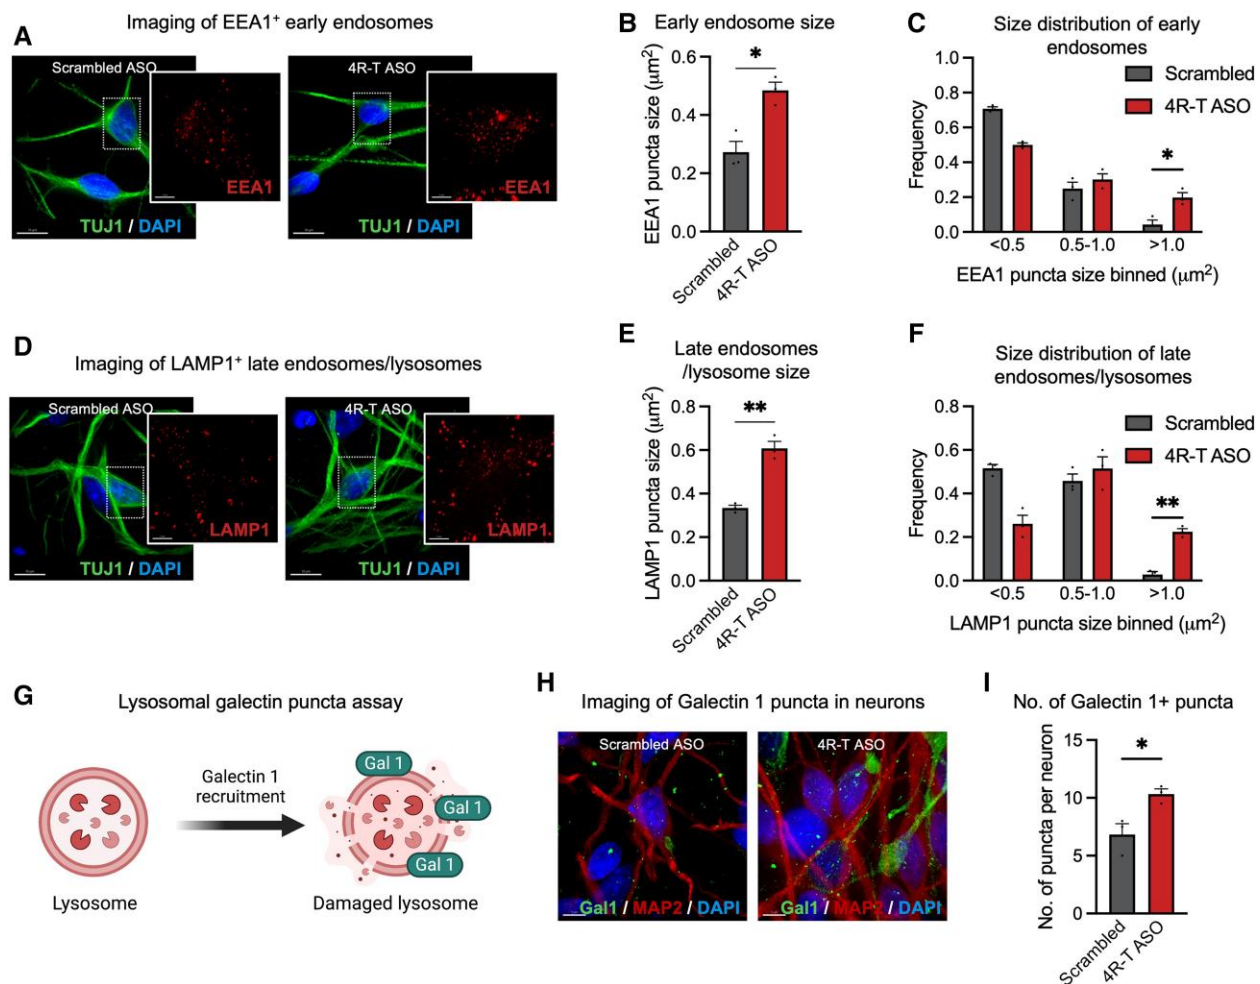 A
Imaging of EEA1⁺ early endosomes
Scrambled ASO
EEA1
TUJ1 / DAPI
4R-T ASO
EEA1
TUJ1 / DAPI
B
Early endosome size
EEA1 puncta size (μm²)
0.6
0.4
0.2
0.0
*
Scrambled
4R-T ASO
C
Size distribution of early
endosomes
Frequency
1.0
0.8
0.6
0.4
0.2
0.0
Scrambled
4R-T ASO
*
<0.5
0.5-1.0
>1.0
EEA1 puncta size binned (μm²)
D
Imaging of LAMP1⁺ late endosomes/lysosomes
Scrambled ASO
LAMP1
TUJ1 / DAPI
4R-T ASO
LAMP1
TUJ1 / DAPI
E
Late endosomes
/lysosome size
LAMP1 puncta size (μm²)
0.8
0.6
0.4
0.2
0.0
**
Scrambled
4R-T ASO
F
Size distribution of late
endosomes/lysosomes
Frequency
0.8
0.6
0.4
0.2
0.0
Scrambled
4R-T ASO
**
<0.5
0.5-1.0
>1.0
LAMP1 puncta size binned (μm²)
G
Lysosomal galectin puncta assay
Galectin 1
recruitment
Gal 1
Gal 1
Gal 1
Lysosome
Damaged lysosome
H
Imaging of Galectin 1 puncta in neurons
Scrambled ASO
Gal1 / MAP2 / DAPI
4R-T ASO
Gal1 / MAP2 / DAPI
I
No. of Galectin 1+ puncta
No. of puncta per neuron
15
10
5
0
*
Scrambled
4R-T ASO